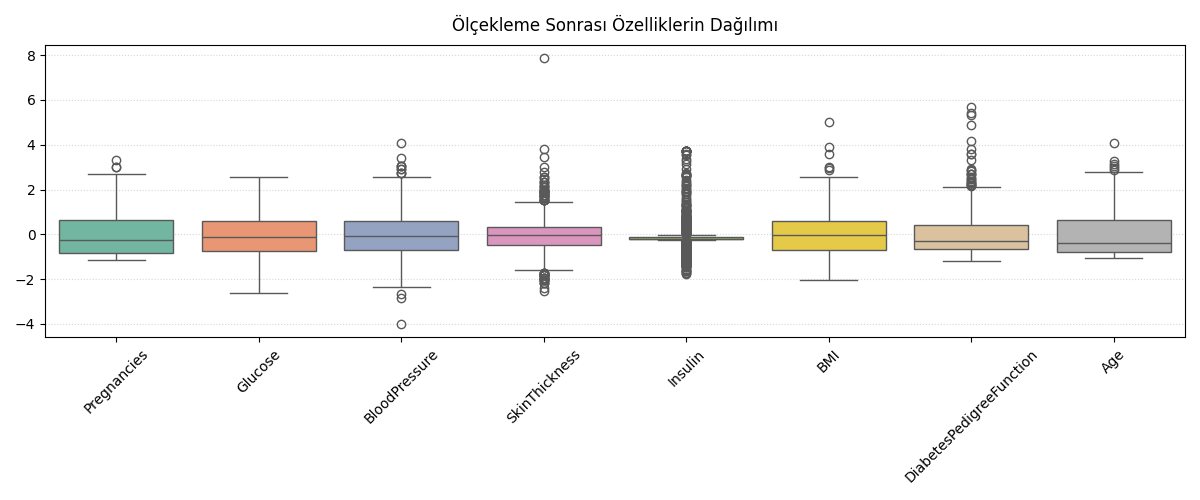 Ölçekleme Sonrası Özelliklerin Dağılımı
8
6
4
2
0
−2
−4
Pregnancies
Glucose
BloodPressure
SkinThickness
Insulin
BMI
DiabetesPedigreeFunction
Age